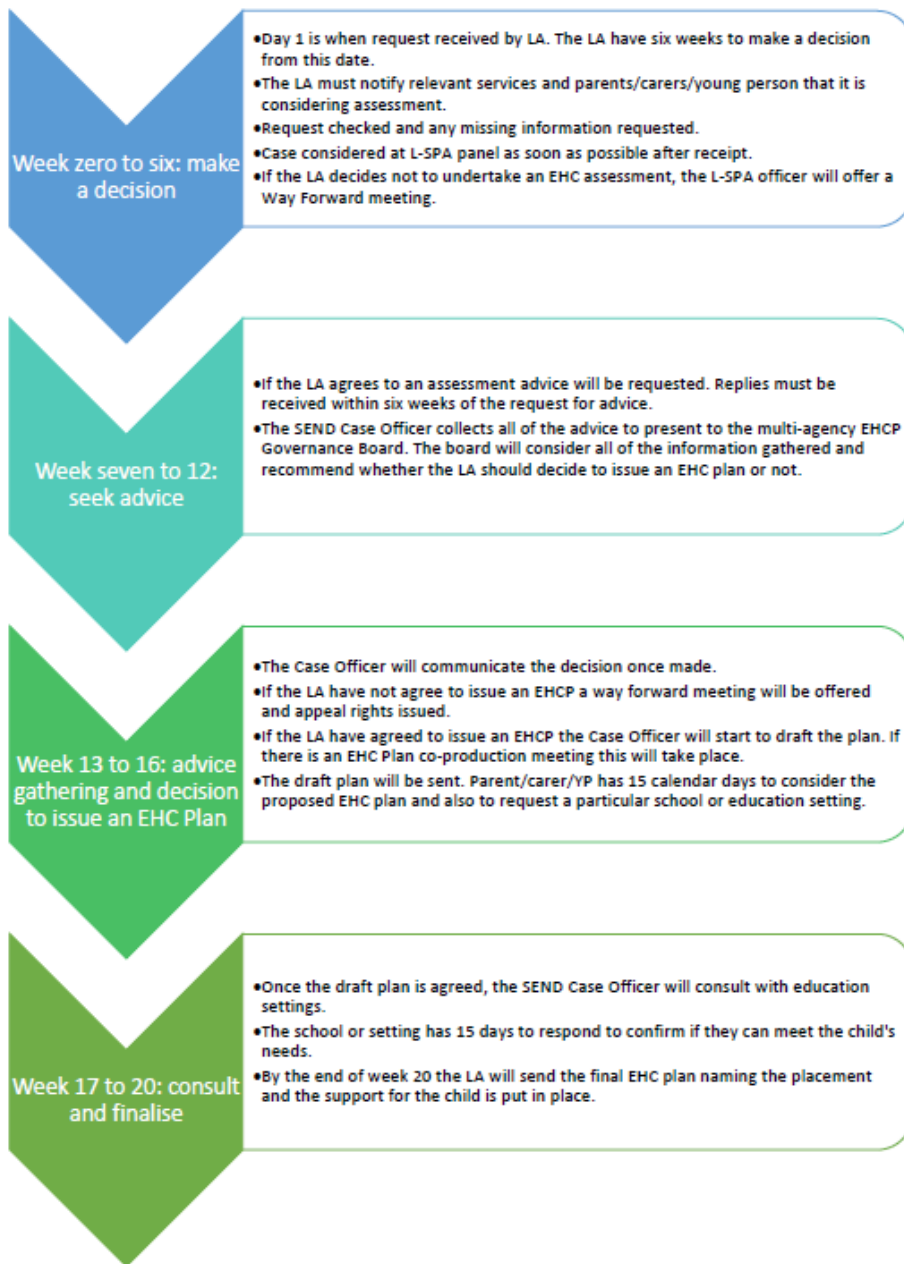 Week zero to six: make
a decision
•Day 1 is when request received by LA. The LA have six weeks to make a decision
from this date.
•The LA must notify relevant services and parents/carers/young person that it is
considering assessment.
•Request checked and any missing information requested.
•Case considered at L-SPA panel as soon as possible after receipt.
•If the LA decides not to undertake an EHC assessment, the L-SPA officer will offer a
Way Forward meeting.
Week seven to 12:
seek advice
•If the LA agrees to an assessment advice will be requested. Replies must be
received within six weeks of the request for advice.
•The SEND Case Officer collects all of the advice to present to the multi-agency EHCP
Governance Board. The board will consider all of the information gathered and
recommend whether the LA should decide to issue an EHC plan or not.
Week 13 to 16: advice
gathering and decision
to issue an EHC Plan
•The Case Officer will communicate the decision once made.
•If the LA have not agree to issue an EHCP a way forward meeting will be offered
and appeal rights issued.
•If the LA have agreed to issue an EHCP the Case Officer will start to draft the plan. If
there is an EHC Plan co-production meeting this will take place.
•The draft plan will be sent. Parent/carer/YP has 15 calendar days to consider the
proposed EHC plan and also to request a particular school or education setting.
Week 17 to 20: consult
and finalise
•Once the draft plan is agreed, the SEND Case Officer will consult with education
settings.
•The school or setting has 15 days to respond to confirm if they can meet the child's
needs.
•By the end of week 20 the LA will send the final EHC plan naming the placement
and the support for the child is put in place.